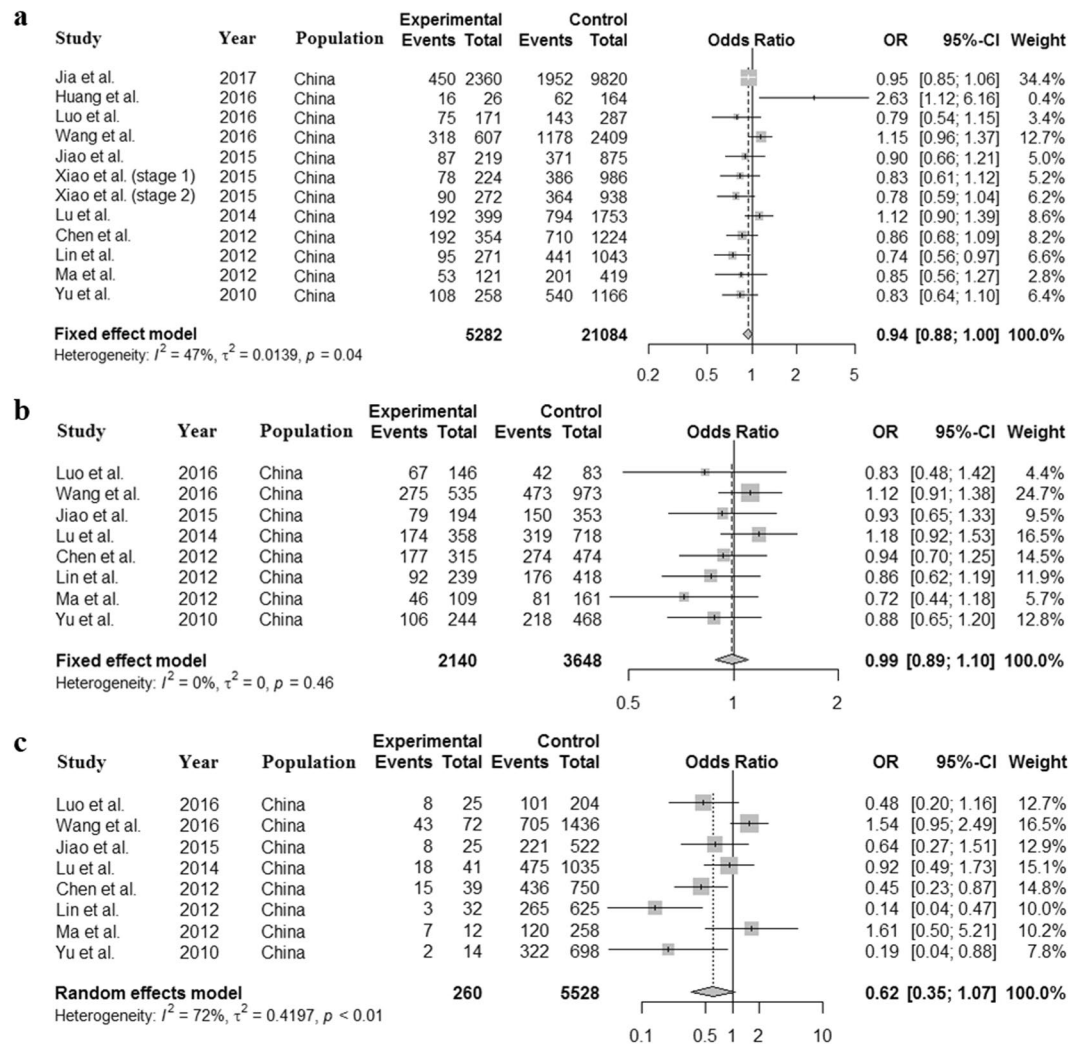 a
Experimental Control
Study Year Population Events Total Events Total Odds Ratio OR 95%-CI Weight
Jia et al. 2017 China 450 2360 1952 9820 0.95 [0.85; 1.06] 34.4%
Huang et al. 2016 China 16 26 62 164 2.63 [1.12; 6.16] 0.4%
Luo et al. 2016 China 75 171 143 287 0.79 [0.54; 1.15] 3.4%
Wang et al. 2016 China 318 607 1178 2409 1.15 [0.96; 1.37] 12.7%
Jiao et al. 2015 China 87 219 371 875 0.90 [0.66; 1.21] 5.0%
Xiao et al. (stage 1) 2015 China 78 224 386 986 0.83 [0.61; 1.12] 5.2%
Xiao et al. (stage 2) 2015 China 90 272 364 938 0.78 [0.59; 1.04] 6.2%
Lu et al. 2014 China 192 399 794 1753 1.12 [0.90; 1.39] 8.6%
Chen et al. 2012 China 192 354 710 1224 0.86 [0.68; 1.09] 8.2%
Lin et al. 2012 China 95 271 441 1043 0.74 [0.56; 0.97] 6.6%
Ma et al. 2012 China 53 121 201 419 0.85 [0.56; 1.27] 2.8%
Yu et al. 2010 China 108 258 540 1166 0.83 [0.64; 1.10] 6.4%
Fixed effect model 5282 21084 0.94 [0.88; 1.00] 100.0%
Heterogeneity: I² = 47%, τ² = 0.0139, p = 0.04
0.2 0.5 1 2 5
b
Experimental Control
Study Year Population Events Total Events Total Odds Ratio OR 95%-CI Weight
Luo et al. 2016 China 67 146 42 83 0.83 [0.48; 1.42] 4.4%
Wang et al. 2016 China 275 535 473 973 1.12 [0.91; 1.38] 24.7%
Jiao et al. 2015 China 79 194 150 353 0.93 [0.65; 1.33] 9.5%
Lu et al. 2014 China 174 358 319 718 1.18 [0.92; 1.53] 16.5%
Chen et al. 2012 China 177 315 274 474 0.94 [0.70; 1.25] 14.5%
Lin et al. 2012 China 92 239 176 418 0.86 [0.62; 1.19] 11.9%
Ma et al. 2012 China 46 109 81 161 0.72 [0.44; 1.18] 5.7%
Yu et al. 2010 China 106 244 218 468 0.88 [0.65; 1.20] 12.8%
Fixed effect model 2140 3648 0.99 [0.89; 1.10] 100.0%
Heterogeneity: I² = 0%, τ² = 0, p = 0.46
0.5 1 2
c
Experimental Control
Study Year Population Events Total Events Total Odds Ratio OR 95%-CI Weight
Luo et al. 2016 China 8 25 101 204 0.48 [0.20; 1.16] 12.7%
Wang et al. 2016 China 43 72 705 1436 1.54 [0.95; 2.49] 16.5%
Jiao et al. 2015 China 8 25 221 522 0.64 [0.27; 1.51] 12.9%
Lu et al. 2014 China 18 41 475 1035 0.92 [0.49; 1.73] 15.1%
Chen et al. 2012 China 15 39 436 750 0.45 [0.23; 0.87] 14.8%
Lin et al. 2012 China 3 32 265 625 0.14 [0.04; 0.47] 10.0%
Ma et al. 2012 China 7 12 120 258 1.61 [0.50; 5.21] 10.2%
Yu et al. 2010 China 2 14 322 698 0.19 [0.04; 0.88] 7.8%
Random effects model 260 5528 0.62 [0.35; 1.07] 100.0%
Heterogeneity: I² = 72%, τ² = 0.4197, p < 0.01
0.1 0.5 1 2 10